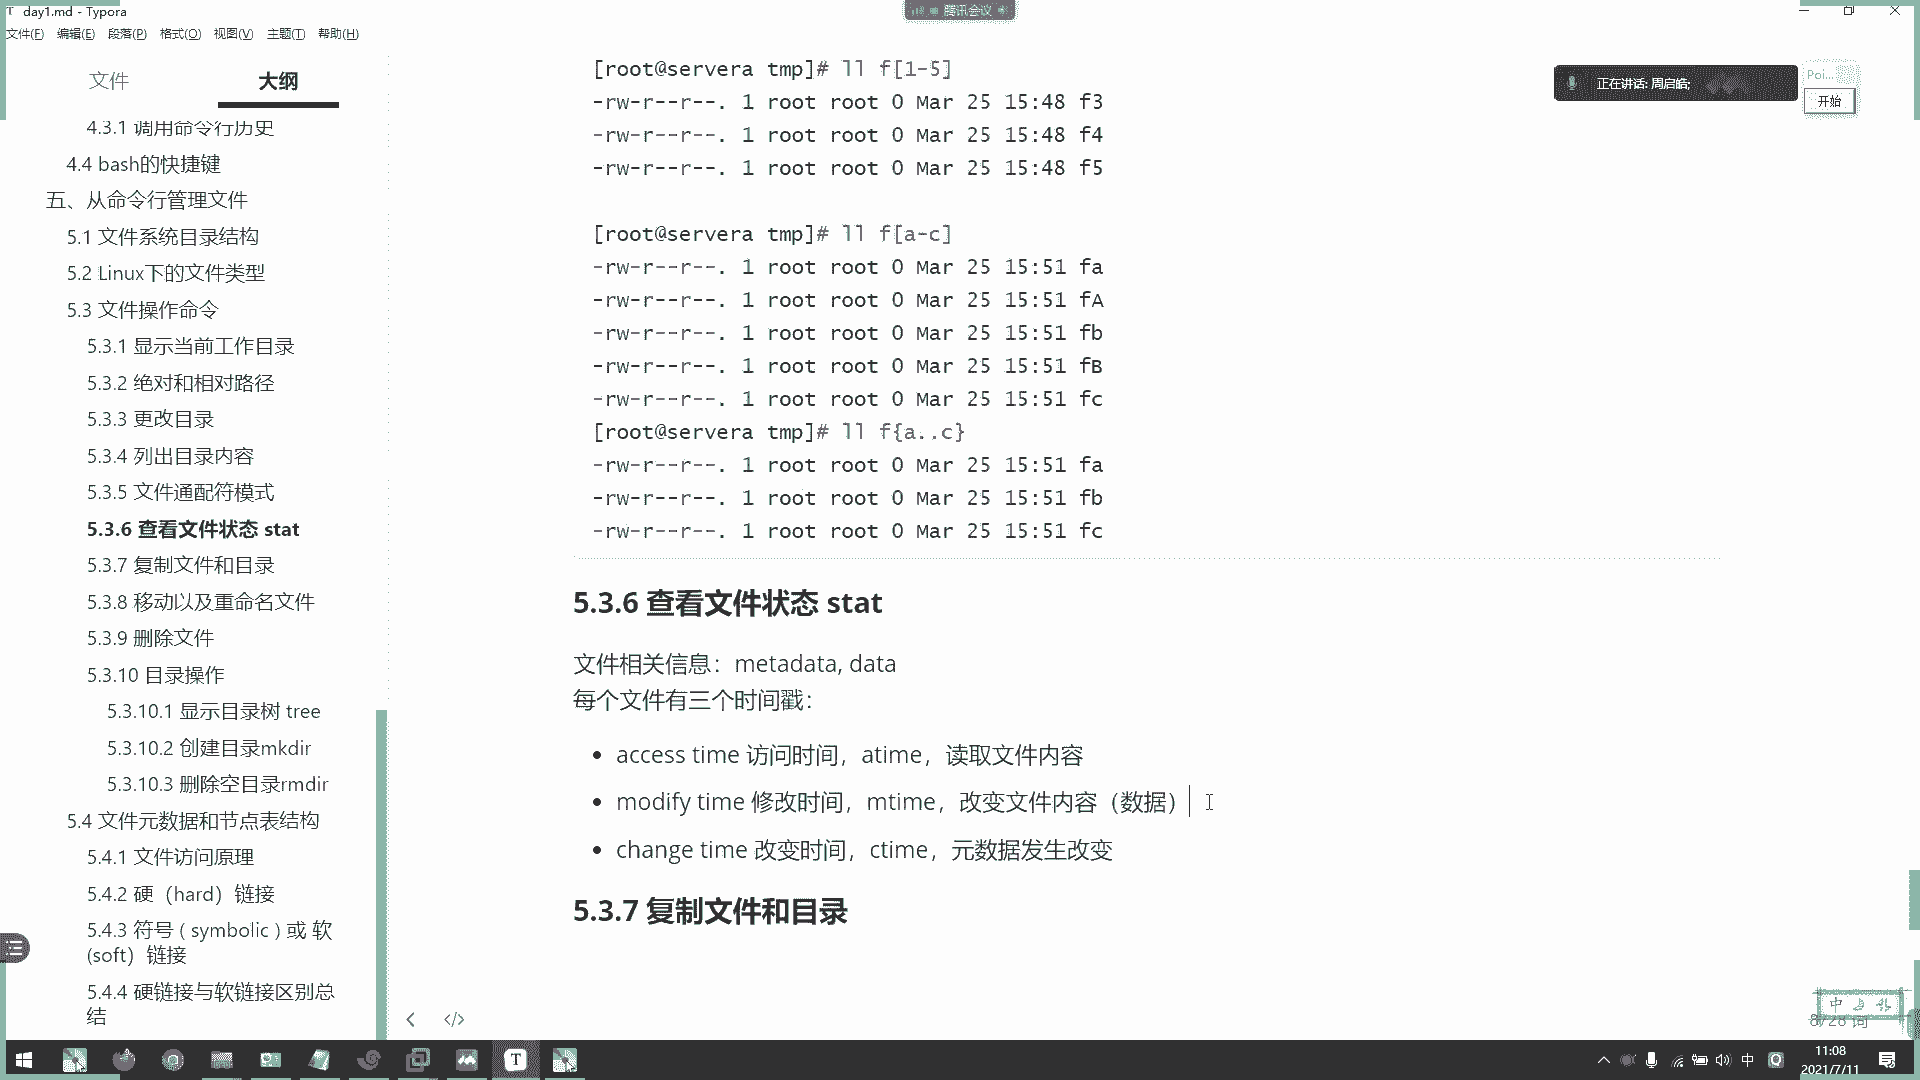 day1.md - Typora
腾讯会议
文件(F) 编辑(E) 段落(P) 格式(O) 视图(V) 主题(T) 帮助(H)
文件 大纲
4.3.1 调用命令行历史
4.4 bash的快捷键
五、从命令行管理文件
5.1 文件系统目录结构
5.2 Linux下的文件类型
5.3 文件操作命令
5.3.1 显示当前工作目录
5.3.2 绝对和相对路径
5.3.3 更改目录
5.3.4 列出目录内容
5.3.5 文件通配符模式
5.3.6 查看文件状态 stat
5.3.7 复制文件和目录
5.3.8 移动以及重命名文件
5.3.9 删除文件
5.3.10 目录操作
5.3.10.1 显示目录树 tree
5.3.10.2 创建目录mkdir
5.3.10.3 删除空目录rmdir
5.4 文件元数据和节点表结构
5.4.1 文件访问原理
5.4.2 硬（hard）链接
5.4.3 符号 ( symbolic ) 或 软
(soft）链接
5.4.4 硬链接与软链接区别总
结
[root@servera tmp]# ll f[1-5]
-rw-r--r--. 1 root root 0 Mar 25 15:48 f3
-rw-r--r--. 1 root root 0 Mar 25 15:48 f4
-rw-r--r--. 1 root root 0 Mar 25 15:48 f5
[root@servera tmp]# ll f[a-c]
-rw-r--r--. 1 root root 0 Mar 25 15:51 fa
-rw-r--r--. 1 root root 0 Mar 25 15:51 fA
-rw-r--r--. 1 root root 0 Mar 25 15:51 fb
-rw-r--r--. 1 root root 0 Mar 25 15:51 fB
-rw-r--r--. 1 root root 0 Mar 25 15:51 fc
[root@servera tmp]# ll f{a..c}
-rw-r--r--. 1 root root 0 Mar 25 15:51 fa
-rw-r--r--. 1 root root 0 Mar 25 15:51 fb
-rw-r--r--. 1 root root 0 Mar 25 15:51 fc
5.3.6 查看文件状态 stat
文件相关信息：metadata, data
每个文件有三个时间戳：
• access time 访问时间，atime，读取文件内容
• modify time 修改时间，mtime，改变文件内容（数据）
• change time 改变时间，ctime，元数据发生改变
5.3.7 复制文件和目录
正在讲话: 周启皓;
Poi...
开始
中
中
11:08
2021/7/11